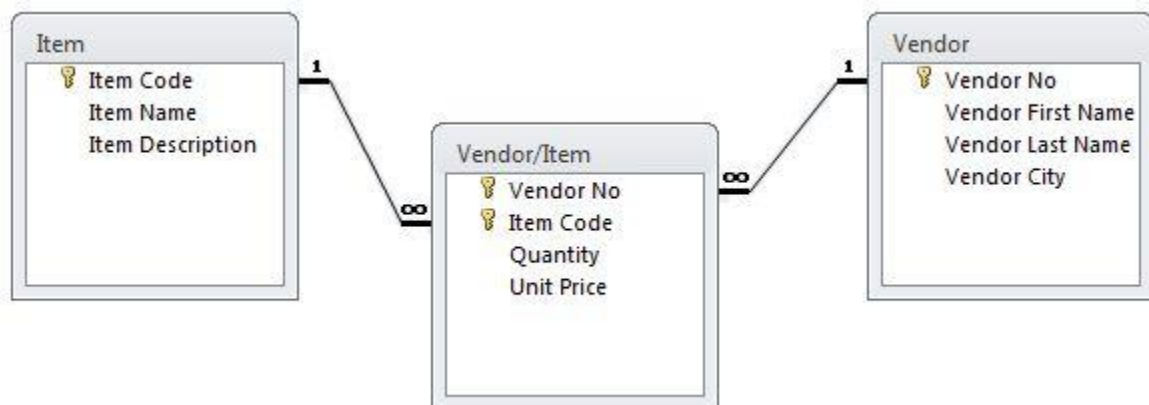 Item
Item Code
Item Name
Item Description
1
∞
Vendor/Item
Vendor No
Item Code
Quantity
Unit Price
∞
1
Vendor
Vendor No
Vendor First Name
Vendor Last Name
Vendor City